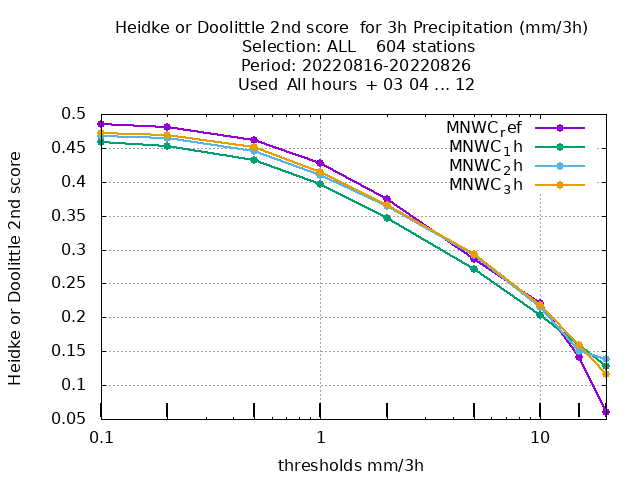 Heidke or Doolittle 2nd score  for 3h Precipitation (mm/3h)
Selection: ALL    604 stations
Period: 20220816-20220826
Used  All hours  + 03 04 ... 12
MNWC_ref
MNWC_1h
MNWC_2h
MNWC_3h
Heidke or Doolittle 2nd score
0.5
0.45
0.4
0.35
0.3
0.25
0.2
0.15
0.1
0.05
0.1 1 10
thresholds mm/3h